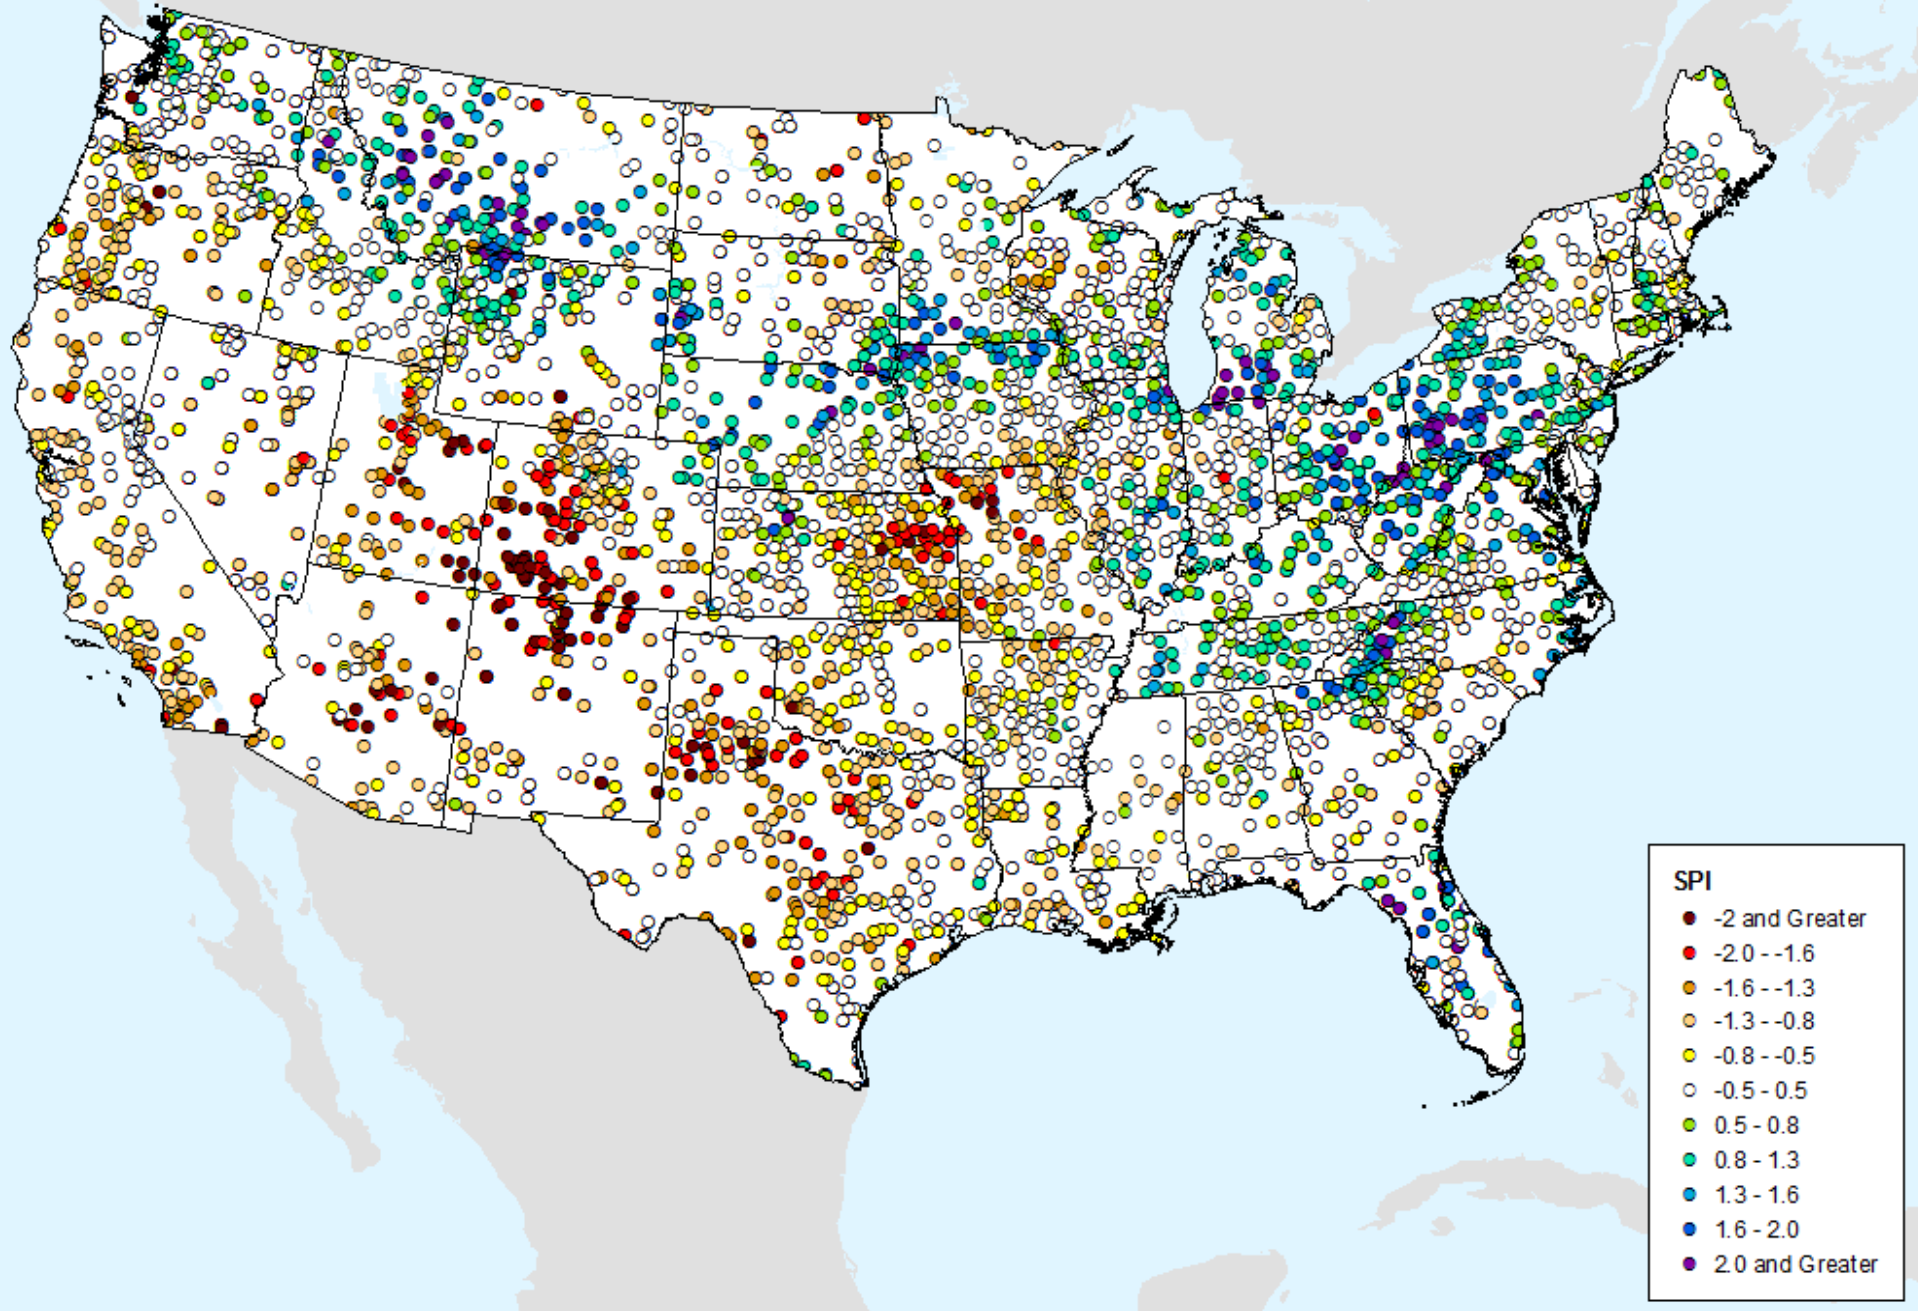 SPI
-2 and Greater
-2.0 - -1.6
-1.6 - -1.3
-1.3 - -0.8
-0.8 - -0.5
-0.5 - 0.5
0.5 - 0.8
0.8 - 1.3
1.3 - 1.6
1.6 - 2.0
2.0 and Greater